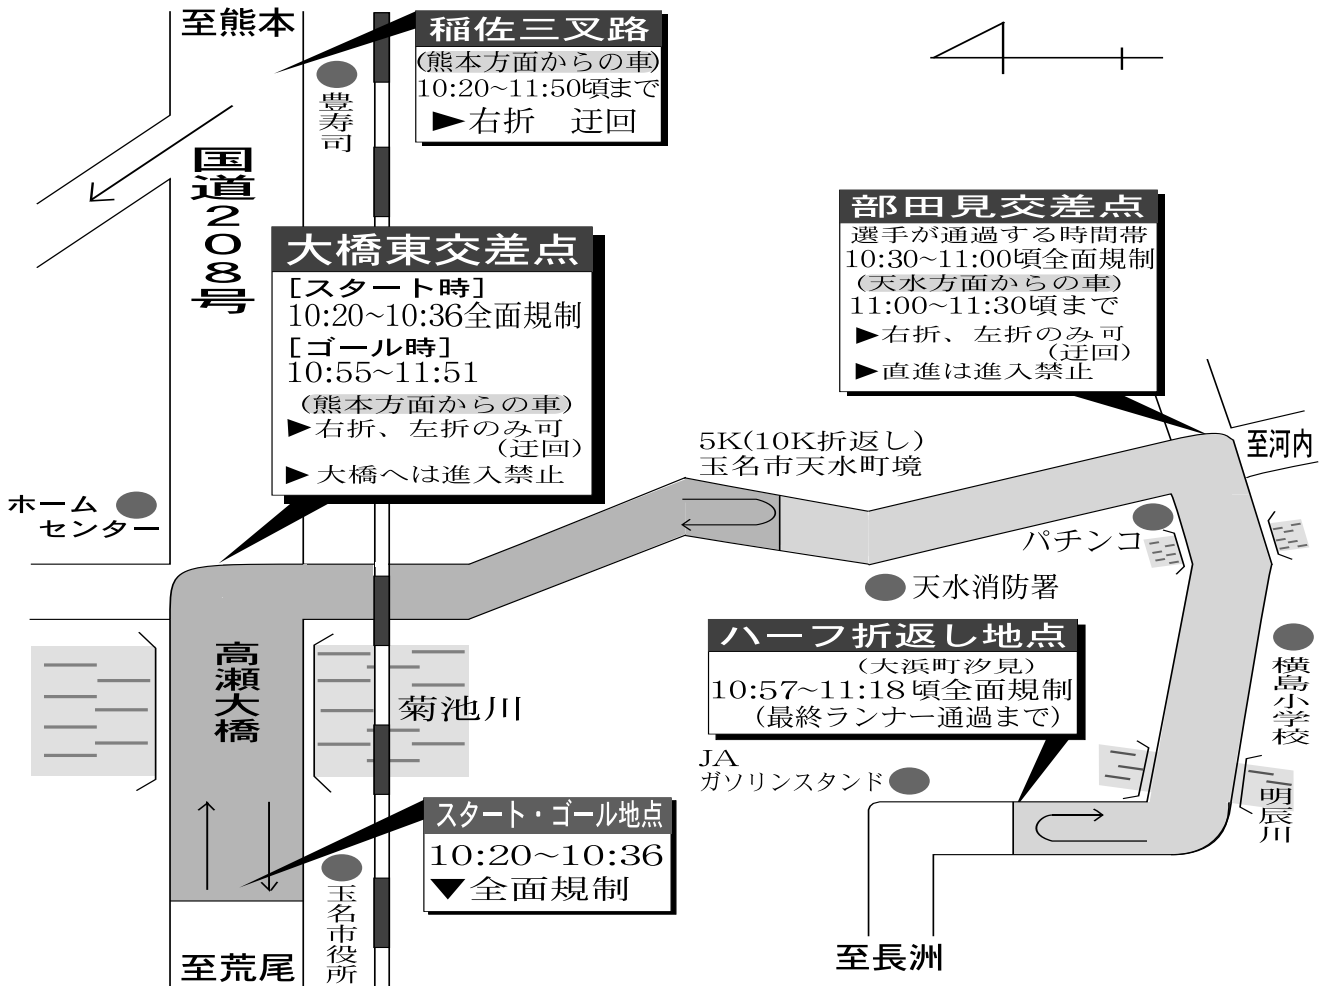 至熊本
稲佐三叉路
(熊本方面からの車)
10:20~11:50頃まで
▶右折　迂回
豊寿司
国道208号
大橋東交差点
[スタート時]
10:20~10:36全面規制
[ゴール時]
10:55~11:51
(熊本方面からの車)
▶右折、左折のみ可
(迂回)
▶大橋へは進入禁止
部田見交差点
選手が通過する時間帯
10:30~11:00頃全面規制
(天水方面からの車)
11:00~11:30頃まで
▶右折、左折のみ可
(迂回)
▶直進は進入禁止
至河内
5K(10K折返し)
玉名市天水町境
ホーム
センター
パチンコ
天水消防署
ハーフ折返し地点
(大浜町汐見)
10:57~11:18頃全面規制
(最終ランナー通過まで)
高瀬大橋
菊池川
横島小学校
JA
ガソリンスタンド
明辰川
スタート・ゴール地点
10:20~10:36
▼全面規制
玉名市役所
至荒尾
至長洲